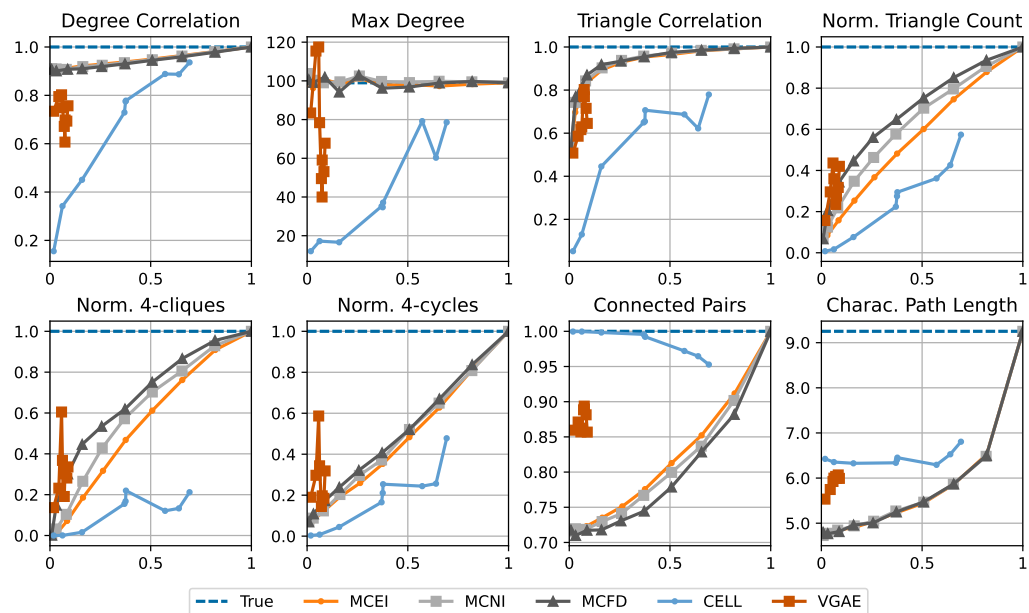 Degree Correlation Max Degree Triangle Correlation Norm. Triangle Count
1.0 120 1.0 1.0
100 0.8
0.8 0.8
80 0.6
0.6 0.6
60 0.4
0.4 40 0.4
0.2
0.2 20 0.2 0.0
0 0.5 1 0 0.5 1 0 0.5 1 0 0.5 1
Norm. 4-cliques Norm. 4-cycles Connected Pairs Charac. Path Length
1.0 1.0 1.00 9.0
0.95
0.8 0.8 8.0
0.90
0.6 0.6 0.85 7.0
0.4 0.4 0.80 6.0
0.2 0.2 0.75
5.0
0.0 0.0 0.70
0 0.5 1 0 0.5 1 0 0.5 1 0 0.5 1
True MCEI MCNI MCFD CELL VGAE